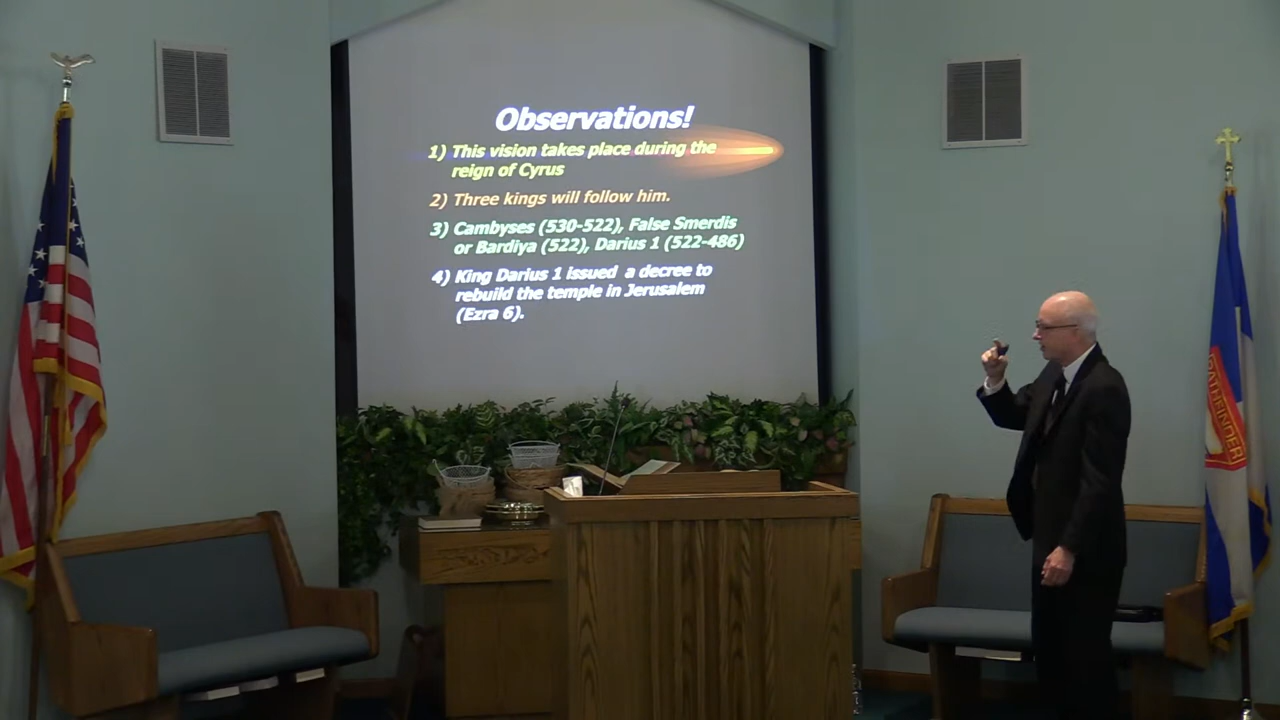 Observations!
1) This vision takes place during the
reign of Cyrus
2) Three kings will follow him.
3) Cambyses (530-522), False Smerdis
or Bardiya (522), Darius 1 (522-486)
4) King Darius 1 issued a decree to
rebuild the temple in Jerusalem
(Ezra 6).
PATHFINDER